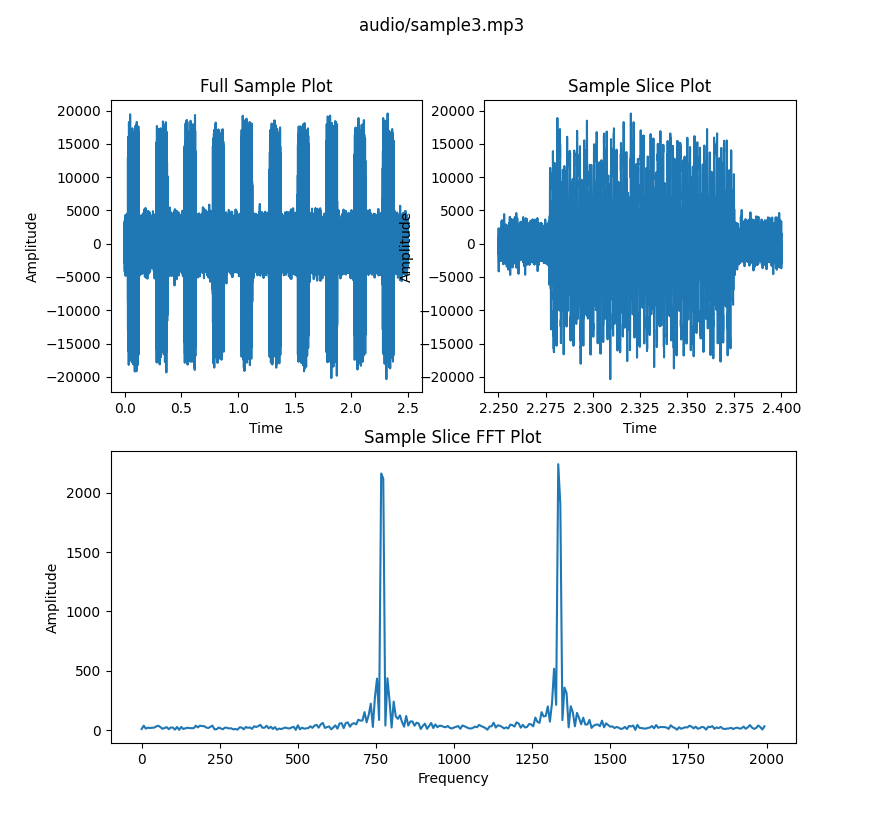 audio/sample3.mp3
Full Sample Plot
20000
15000
10000
5000
0
−5000
−10000
−15000
−20000
Amplitude
0.0 0.5 1.0 1.5 2.0 2.5
Time
Sample Slice Plot
20000
15000
10000
5000
0
−5000
−10000
−15000
−20000
Amplitude
2.250 2.275 2.300 2.325 2.350 2.375 2.400
Time
Sample Slice FFT Plot
2000
1500
1000
500
0
Amplitude
0 250 500 750 1000 1250 1500 1750 2000
Frequency